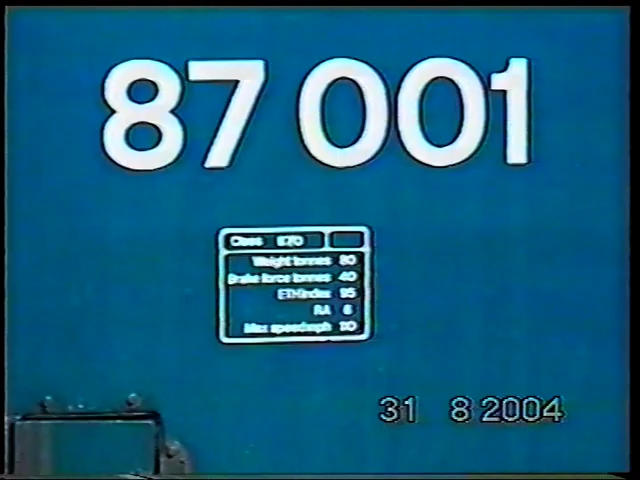 87 001
Class 87/0
Weight tonnes 80
Brake force tonnes 40
ETH index 95
RA 6
Max speed mph 110
31 8 2004